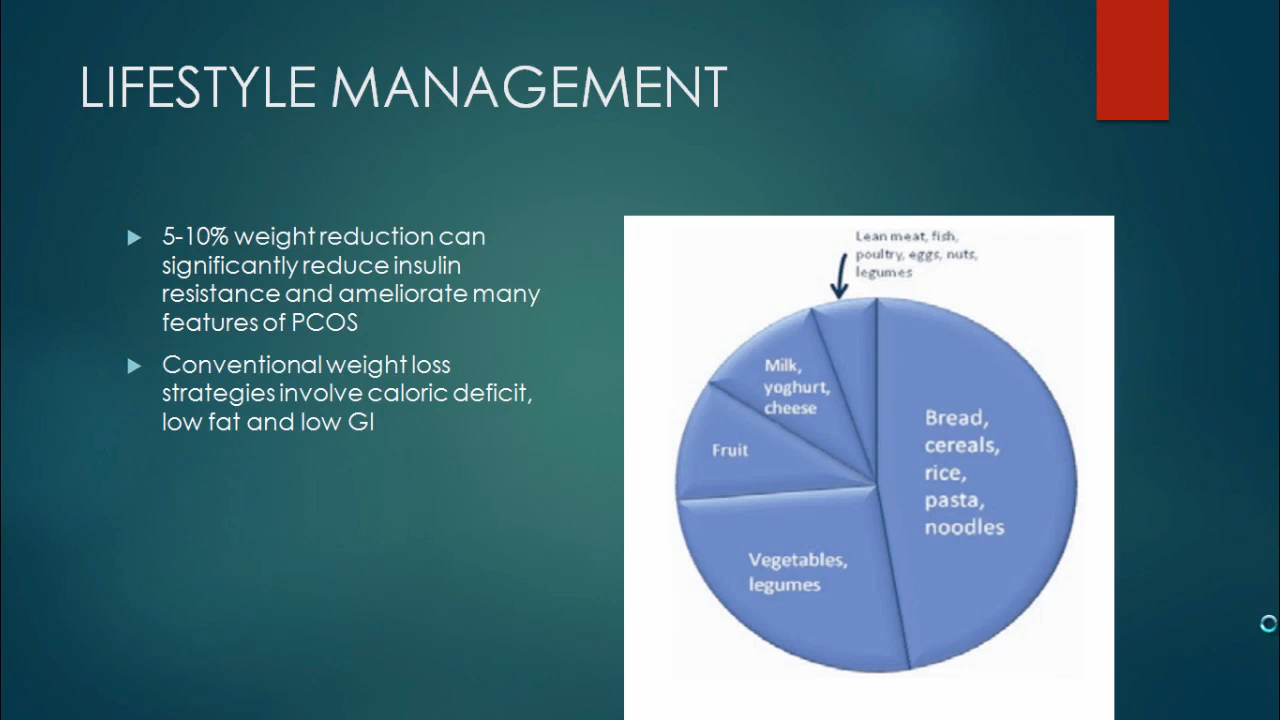 LIFESTYLE MANAGEMENT
5-10% weight reduction can
significantly reduce insulin
resistance and ameliorate many
features of PCOS
Conventional weight loss
strategies involve caloric deficit,
low fat and low GI
Lean meat, fish,
poultry, eggs, nuts,
legumes
Milk,
yoghurt,
cheese
Fruit
Bread,
cereals,
rice,
pasta,
noodles
Vegetables,
legumes